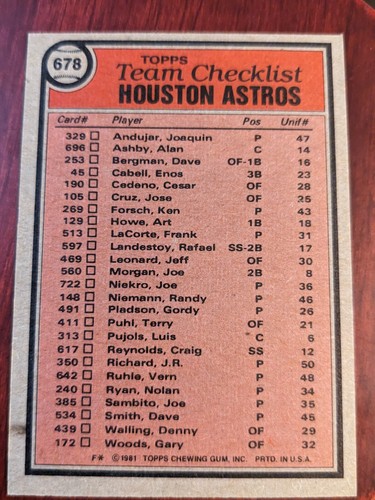 678
TOPPS
Team Checklist
HOUSTON ASTROS
Card# Player Pos Unif#
329 Andujar, Joaquin P 47
696 Ashby, Alan C 14
253 Bergman, Dave OF-1B 16
45 Cabell, Enos 3B 23
190 Cedeno, Cesar OF 28
105 Cruz, Jose OF 25
269 Forsch, Ken P 43
129 Howe, Art 1B 18
513 LaCorte, Frank P 31
597 Landestoy, Rafael SS-2B 17
469 Leonard, Jeff OF 30
560 Morgan, Joe 2B 8
722 Niekro, Joe P 36
148 Niemann, Randy P 46
491 Pladson, Gordy P 26
411 Puhl, Terry OF 21
313 Pujols, Luis C 6
617 Reynolds, Craig SS 12
350 Richard, J.R. P 50
642 Ruhle, Vern P 48
240 Ryan, Nolan P 34
385 Sambito, Joe P 35
534 Smith, Dave P 45
439 Walling, Denny OF 29
172 Woods, Gary OF 32
F* © 1981 TOPPS CHEWING GUM, INC. PRTD. IN U.S.A.